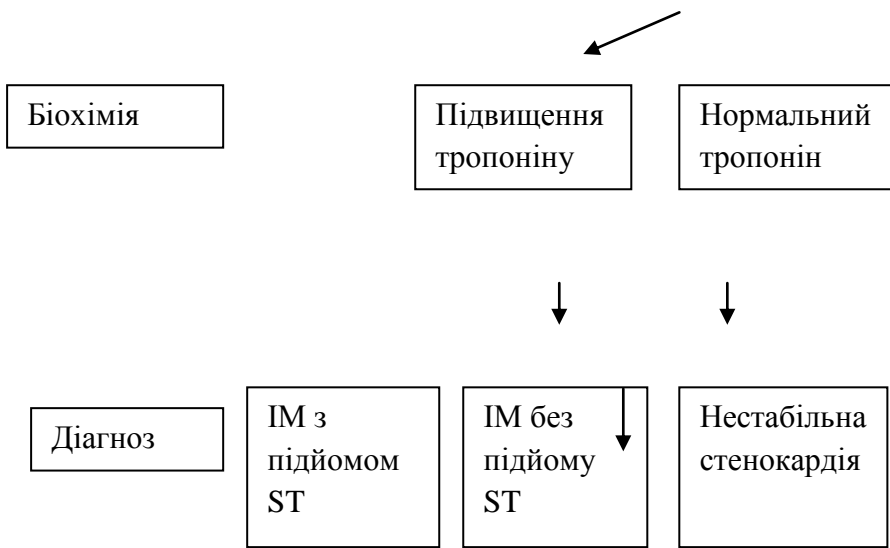 Біохімія
Підвищення
тропоніну
Нормальний
тропонін
Діагноз
ІМ з
підйомом
ST
ІМ без
підйому
ST
Нестабільна
стенокардія